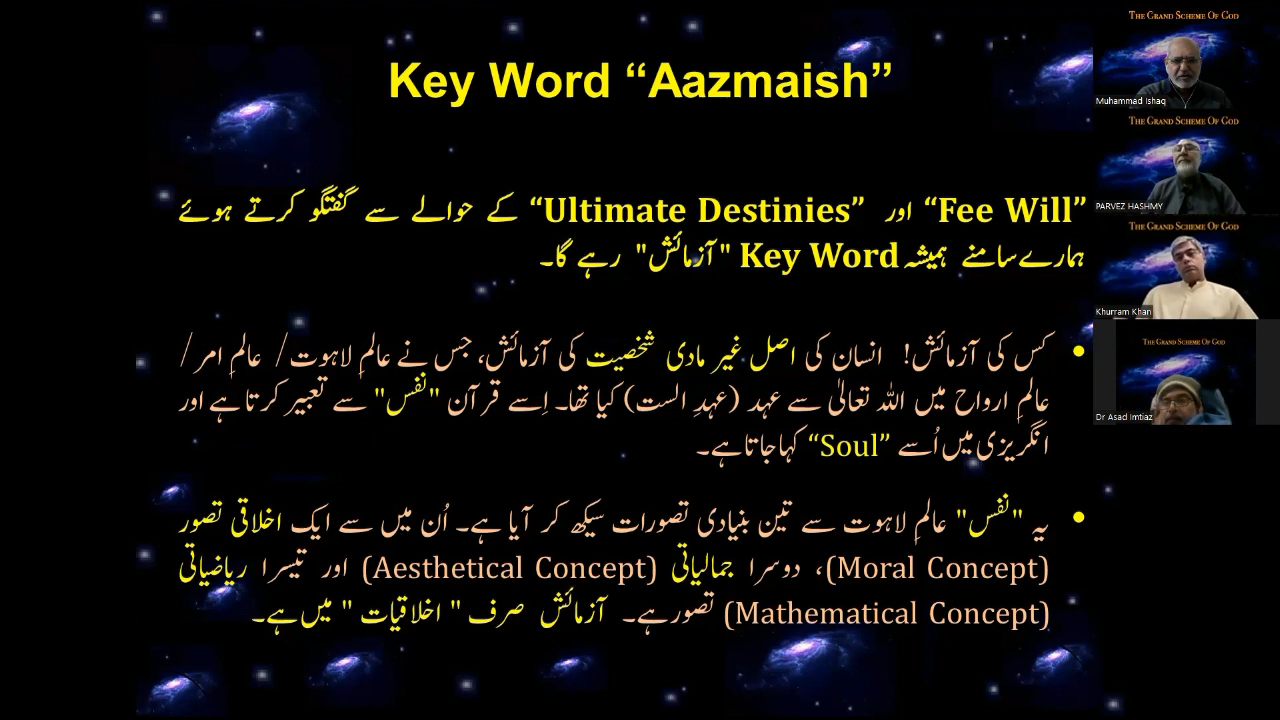 Key Word “Aazmaish”
“Fee Will” اور “Ultimate Destinies” کے حوالے سے گفتگو کرتے ہوئے
ہمارے سامنے ہمیشہ Key Word "آزمائش" رہے گا۔
• کس کی آزمائش! انسان کی اصل غیر مادی شخصیت کی آزمائش، جس نے عالمِ لاہوت/ عالمِ امر/
عالمِ ارواح میں اللہ تعالیٰ سے عہد (عہدِ الست) کیا تھا۔ اِسے قرآن "نفس" سے تعبیر کرتا ہے اور
انگریزی میں اُسے “Soul” کہا جاتا ہے۔
• یہ "نفس" عالمِ لاہوت سے تین بنیادی تصورات سیکھ کر آیا ہے۔ اُن میں سے ایک اخلاقی تصور
(Moral Concept)، دوسرا جمالیاتی (Aesthetical Concept) اور تیسرا ریاضیاتی
(Mathematical Concept) تصور ہے۔ آزمائش صرف " اخلاقیات " میں ہے۔
THE GRAND SCHEME OF GOD
Muhammad Ishaq
THE GRAND SCHEME OF GOD
PARVEZ HASHMY
THE GRAND SCHEME OF GOD
Khurram Khan
THE GRAND SCHEME OF GOD
Dr Asad Imtiaz